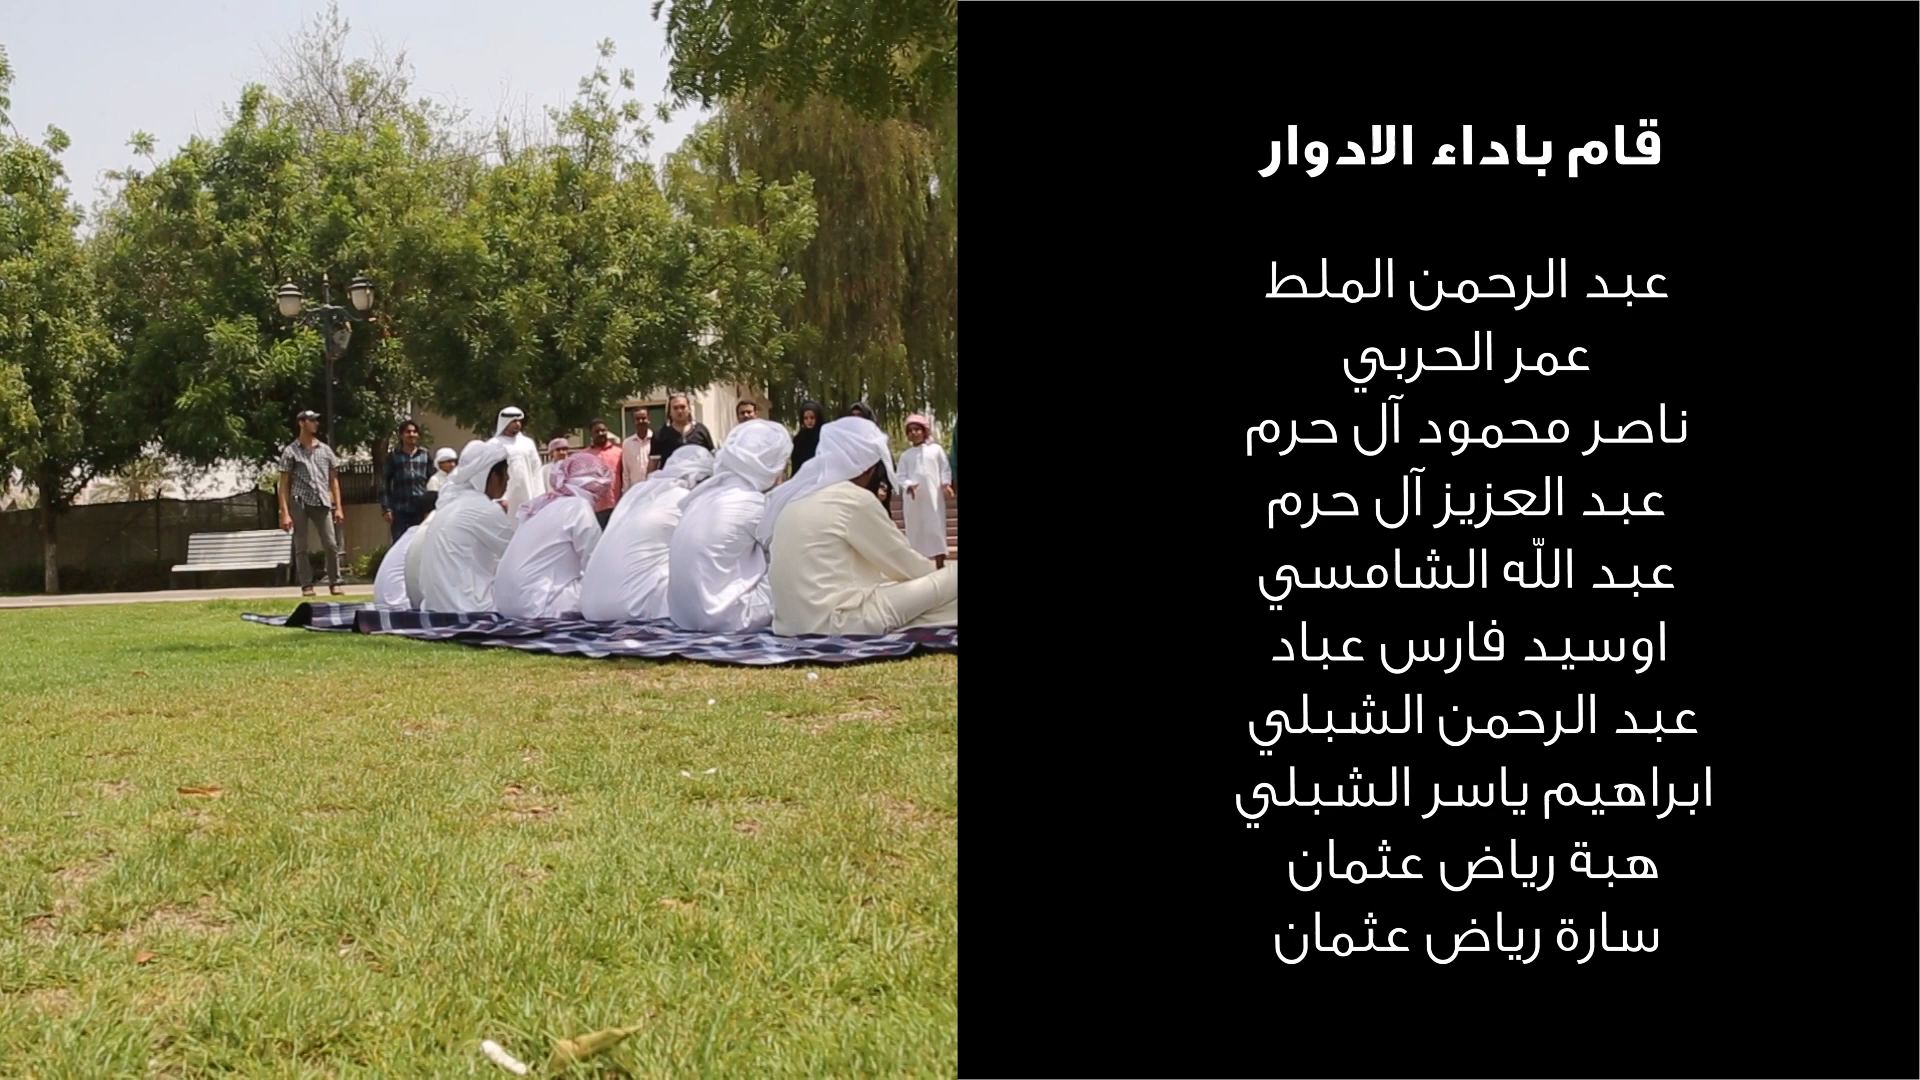 قام باداء الادوار
عبد الرحمن الملط
عمر الحربي
ناصر محمود آل حرم
عبد العزيز آل حرم
عبد اللّه الشامسي
اوسيد فارس عباد
عبد الرحمن الشبلي
ابراهيم ياسر الشبلي
هبة رياض عثمان
سارة رياض عثمان